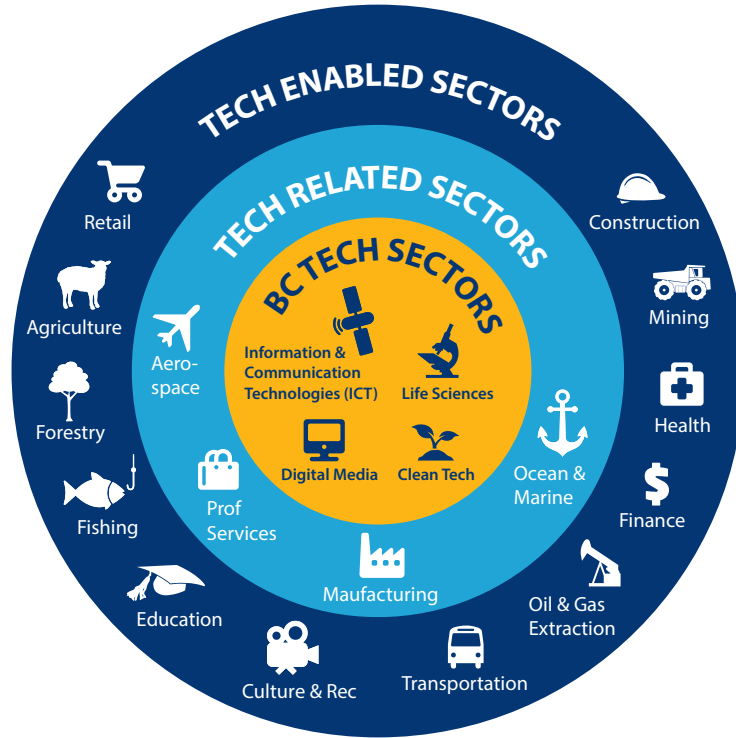 TECH ENABLED SECTORS
TECH RELATED SECTORS
BC TECH SECTORS
Information &
Communication
Technologies (ICT)
Life Sciences
Digital Media
Clean Tech
Aero-
space
Prof
Services
Maufacturing
Ocean &
Marine
Retail
Agriculture
Forestry
Fishing
Education
Culture & Rec
Transportation
Oil & Gas
Extraction
Finance
Health
Mining
Construction